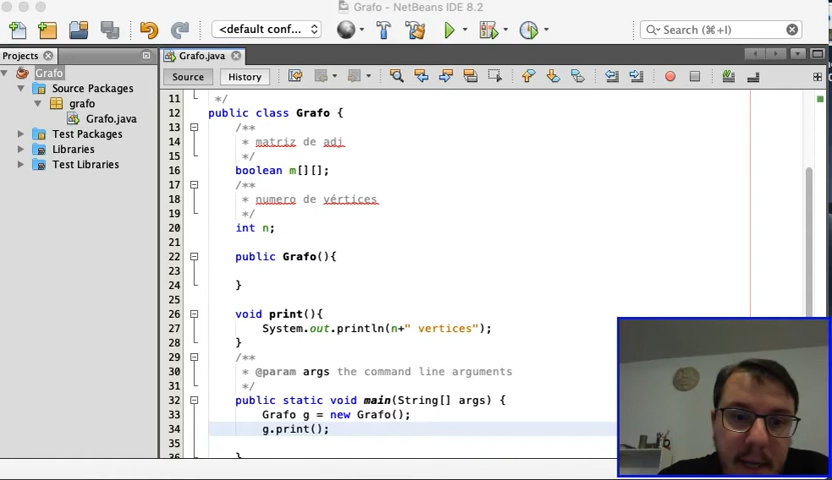 Grafo - NetBeans IDE 8.2
<default conf...
Search (⌘+I)
Projects
Grafo.java
Grafo
Source Packages
grafo
Grafo.java
Test Packages
Libraries
Test Libraries
Source History
11 */
12 public class Grafo {
13 /**
14 * matriz de adj
15 */
16 boolean m[][];
17 /**
18 * numero de vértices
19 */
20 int n;
21
22 public Grafo(){
23
24 }
25
26 void print(){
27 System.out.println(n+" vertices");
28 }
29 /**
30 * @param args the command line arguments
31 */
32 public static void main(String[] args) {
33 Grafo g = new Grafo();
34 g.print();
35
36 }